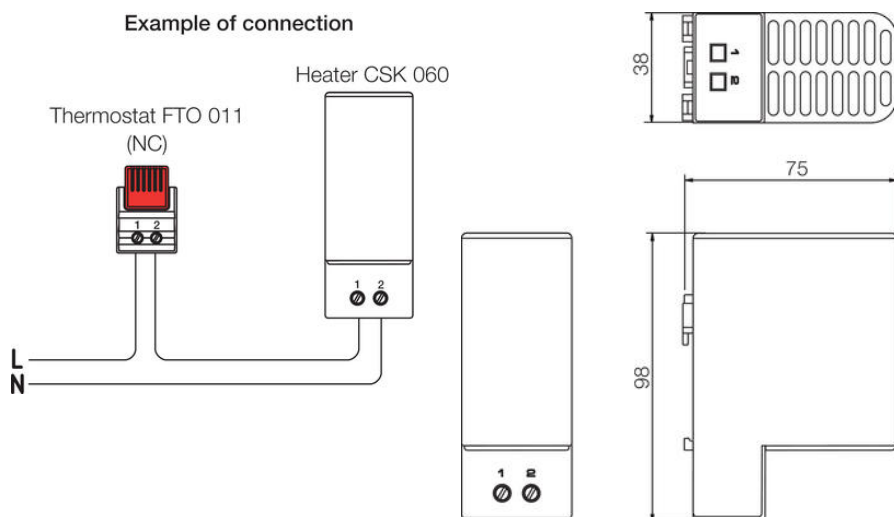 Example of connection
Heater CSK 060
Thermostat FTO 011
(NC)
1 2
1 2
L
N
38
1
2
75
98
1 2